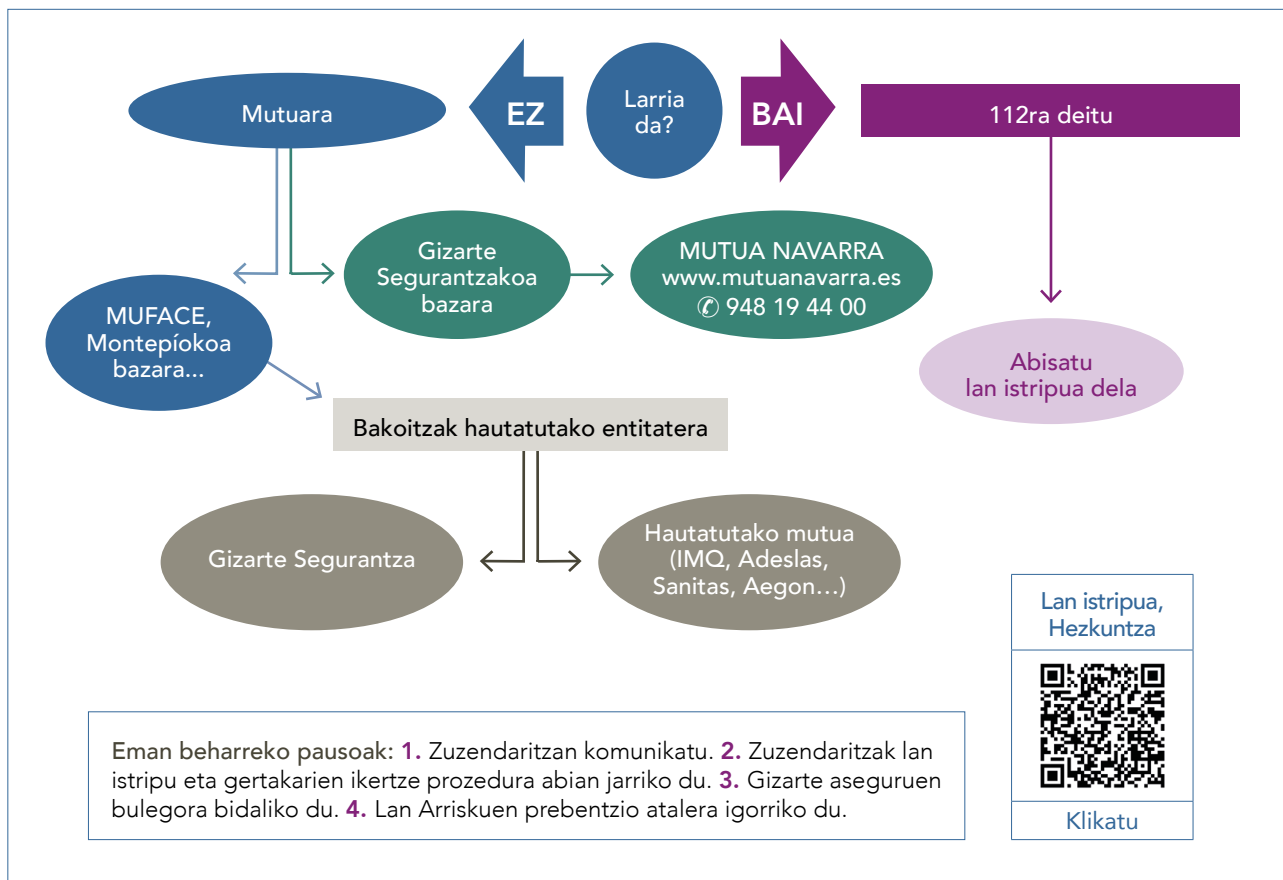 Mutuara
EZ
Larria
da?
BAI
112ra deitu
Gizarte
Segurantzakoa
bazara
MUTUA NAVARRA
www.mutuanavarra.es
✆ 948 19 44 00
MUFACE,
Montepíokoa
bazara...
Abisatu
lan istripua dela
Bakoitzak hautatutako entitatera
Gizarte Segurantza
Hautatutako mutua
(IMQ, Adeslas,
Sanitas, Aegon…)
Lan istripua,
Hezkuntza
Klikatu
Eman beharreko pausoak: 1. Zuzendaritzan komunikatu. 2. Zuzendaritzak lan
istripu eta gertakarien ikertze prozedura abian jarriko du. 3. Gizarte aseguruen
bulegora bidaliko du. 4. Lan Arriskuen prebentzio atalera igorriko du.